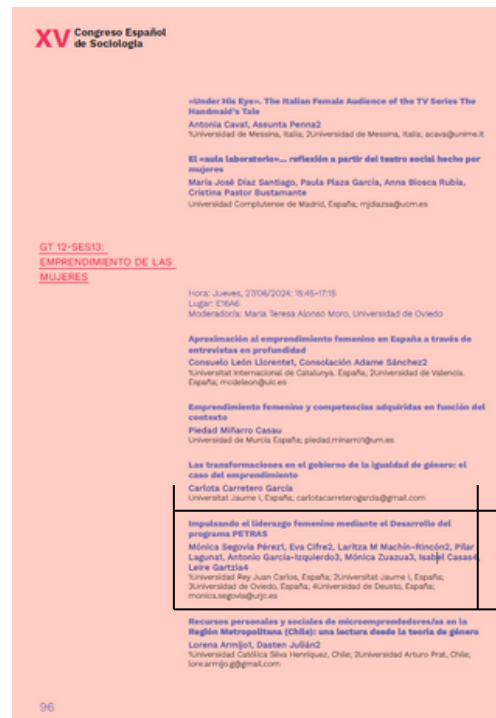 XV Congreso Español
de Sociología
«Under His Eye». The Italian Female Audience of the TV Series The
Handmaid's Tale
Antonia Cava1, Assunta Penna2
1Universidad de Messina, Italia; 2Universidad de Messina, Italia; acava@unime.it
El «aula laboratorio»... reflexión a partir del teatro social hecho por
mujeres
María José Díaz Santiago, Paula Plaza García, Anna Biosca Rubia,
Cristina Pastor Bustamante
Universidad Complutense de Madrid, España; mjdiazsa@ucm.es
GT 12-SES13:
EMPRENDIMIENTO DE LAS
MUJERES
Hora: Jueves, 27/06/2024: 15:45-17:15
Lugar: E16A6
Moderador/a: Maria Teresa Alonso Moro, Universidad de Oviedo
Aproximación al emprendimiento femenino en España a través de
entrevistas en profundidad
Consuelo León Llorente1, Consolación Adame Sánchez2
1Universitat Internacional de Catalunya. España; 2Universidad de Valencia.
España; mcdeleon@uic.es
Emprendimiento femenino y competencias adquiridas en función del
contexto
Piedad Miñarro Casau
Universidad de Murcia España; piedad.minarro1@um.es
Las transformaciones en el gobierno de la igualdad de género: el
caso del emprendimiento
Carlota Carretero García
Universitat Jaume I, España; carlotacarreterogarcia@gmail.com
Impulsando el liderazgo femenino mediante el Desarrollo del
programa PETRAS
Mónica Segovia Pérez1, Eva Cifre2, Laritza M Machín-Rincón2, Pilar
Laguna1, Antonio García-Izquierdo3, Mónica Zuazua3, Isabel Casas4,
Leire Gartzia4
1Universidad Rey Juan Carlos, España; 2Universitat Jaume I, España;
3Universidad de Oviedo, España; 4Universidad de Deusto, España;
monica.segovia@urjc.es
Recursos personales y sociales de microemprendedores/as en la
Región Metropolitana (Chile): una lectura desde la teoría de género
Lorena Armijo1, Dasten Julián2
1Universidad Católica Silva Henríquez, Chile; 2Universidad Arturo Prat, Chile;
lore.armijo.g@gmail.com
96